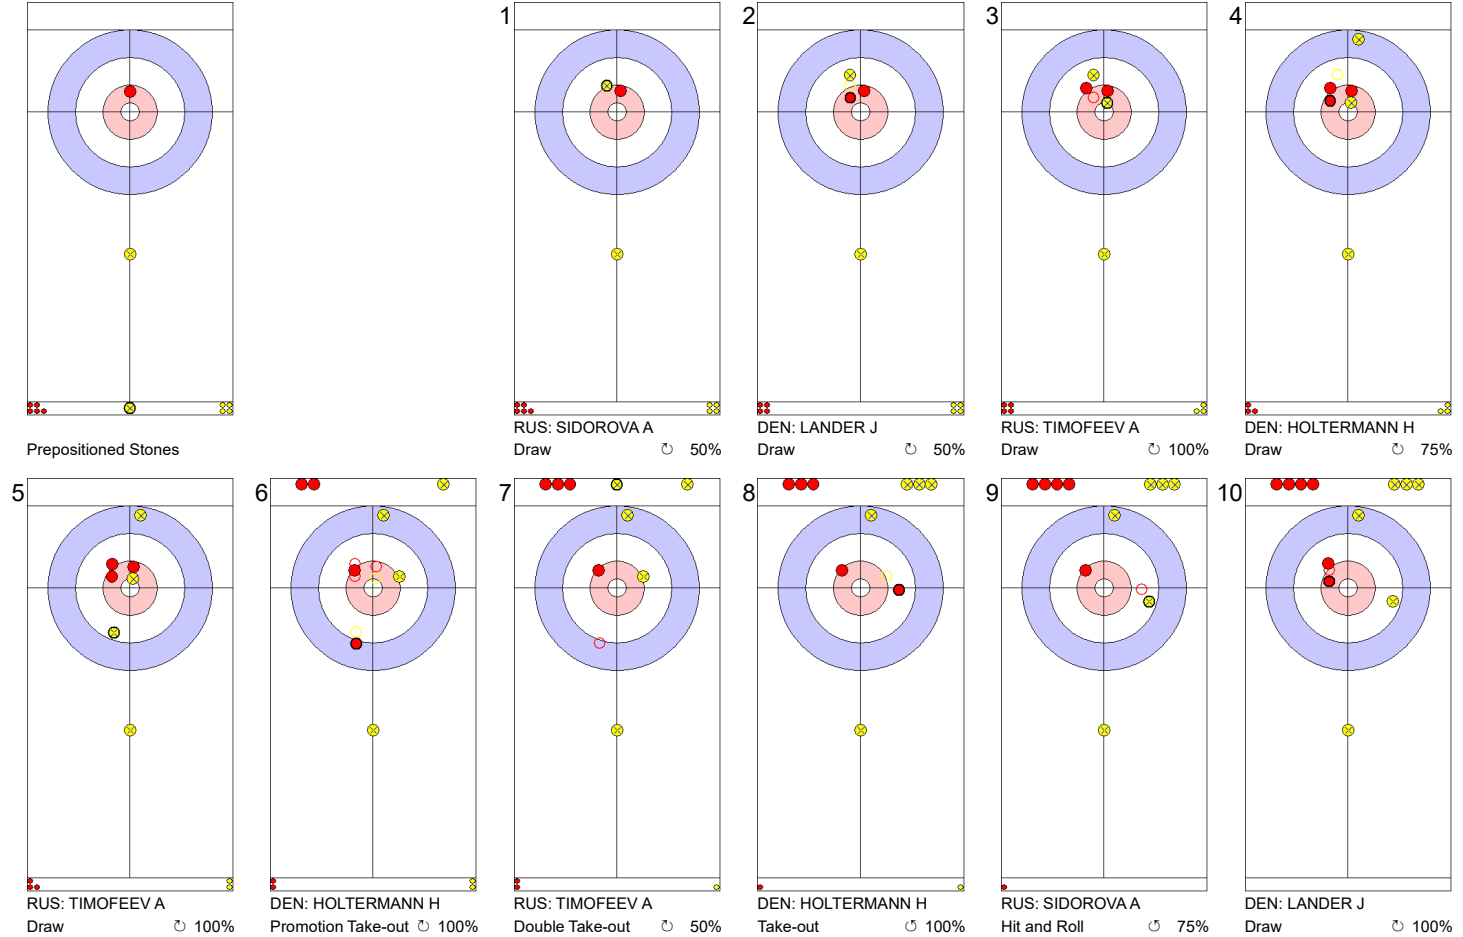 1
2
3
4
Prepositioned Stones
RUS: SIDOROVA A
Draw ↻ 50%
DEN: LANDER J
Draw ↻ 50%
RUS: TIMOFEEV A
Draw ↻ 100%
DEN: HOLTERMANN H
Draw ↻ 75%
5
6
7
8
9
10
RUS: TIMOFEEV A
Draw ↻ 100%
DEN: HOLTERMANN H
Promotion Take-out ↻ 100%
RUS: TIMOFEEV A
Double Take-out ↻ 50%
DEN: HOLTERMANN H
Take-out ↺ 100%
RUS: SIDOROVA A
Hit and Roll ↺ 75%
DEN: LANDER J
Draw ↻ 100%